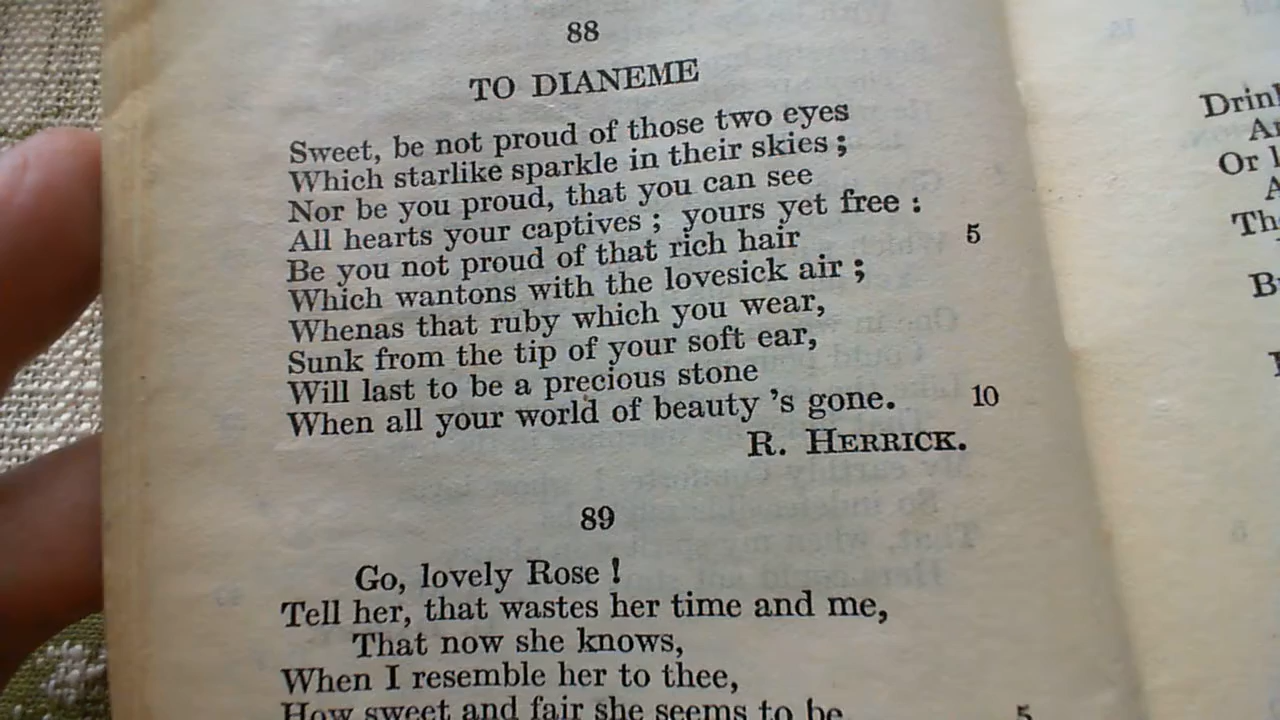 88
TO DIANEME
Sweet, be not proud of those two eyes
Which starlike sparkle in their skies ;
Nor be you proud, that you can see
All hearts your captives ; yours yet free :
5
Be you not proud of that rich hair
Which wantons with the lovesick air ;
Whenas that ruby which you wear,
Sunk from the tip of your soft ear,
Will last to be a precious stone
When all your world of beauty 's gone.
10
R. HERRICK.
89
Go, lovely Rose !
Tell her, that wastes her time and me,
That now she knows,
When I resemble her to thee,
How sweet and fair she seems to be
5
Or